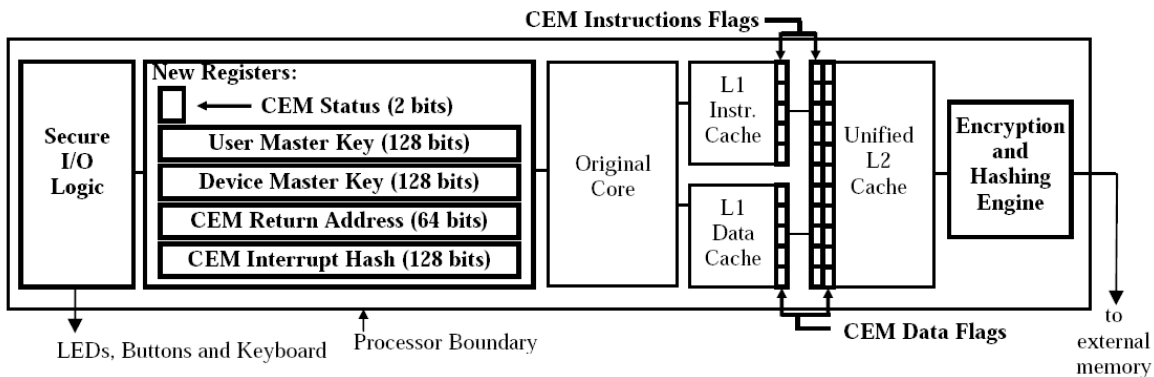 CEM Instructions Flags
Secure
I/O
Logic
New Registers:
CEM Status (2 bits)
User Master Key (128 bits)
Device Master Key (128 bits)
CEM Return Address (64 bits)
CEM Interrupt Hash (128 bits)
Original
Core
L1
Instr.
Cache
L1
Data
Cache
Unified
L2
Cache
Encryption
and
Hashing
Engine
LEDs, Buttons and Keyboard
Processor Boundary
CEM Data Flags
to
external
memory